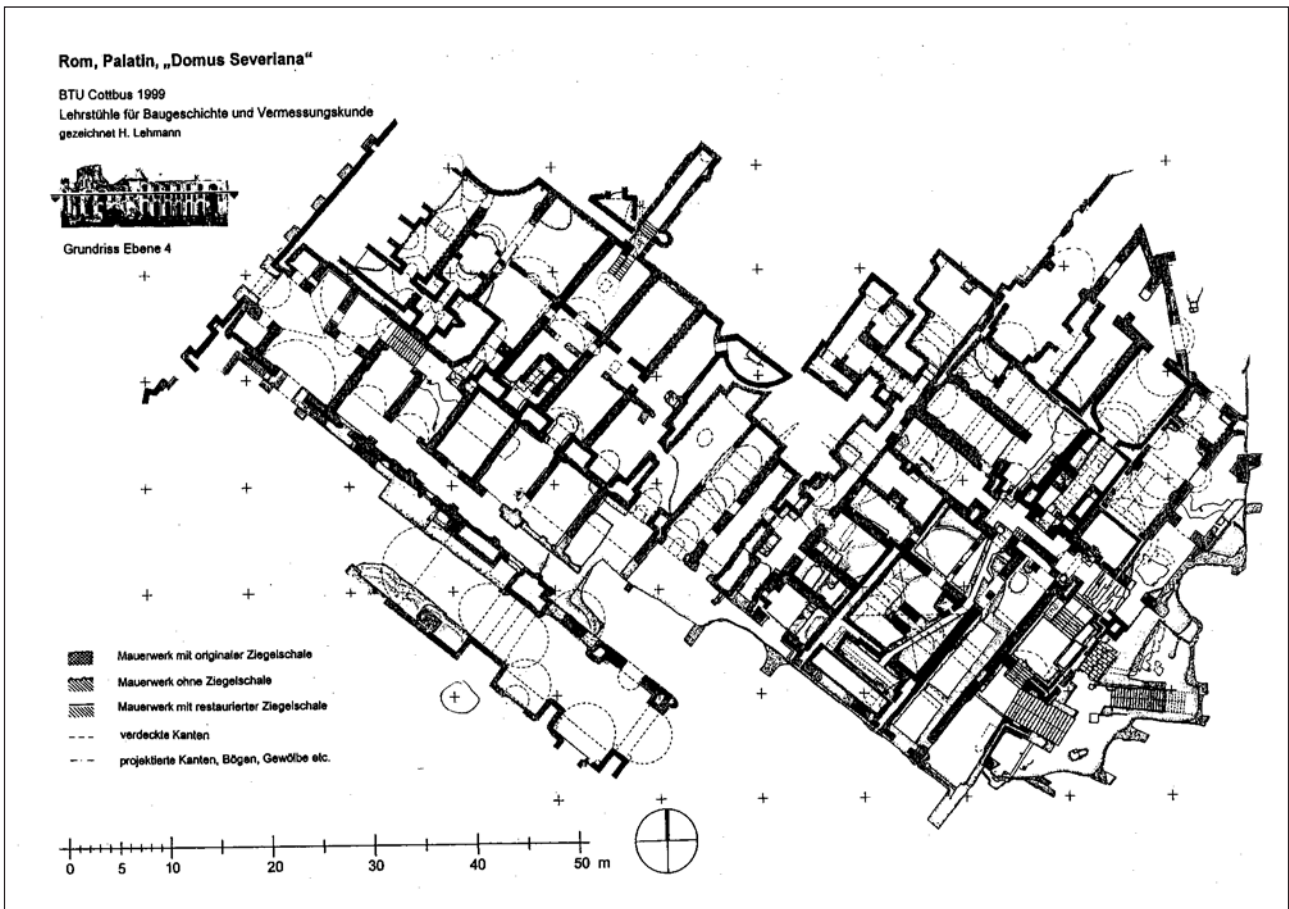 Rom, Palatin, „Domus Severiana“
BTU Cottbus 1999
Lehrstühle für Baugeschichte und Vermessungskunde
gezeichnet H. Lehmann
Grundriss Ebene 4
Mauerwerk mit originaler Ziegelschale
Mauerwerk ohne Ziegelschale
Mauerwerk mit restaurierter Ziegelschale
verdeckte Kanten
projektierte Kanten, Bögen, Gewölbe etc.
0 5 10 20 30 40 50 m